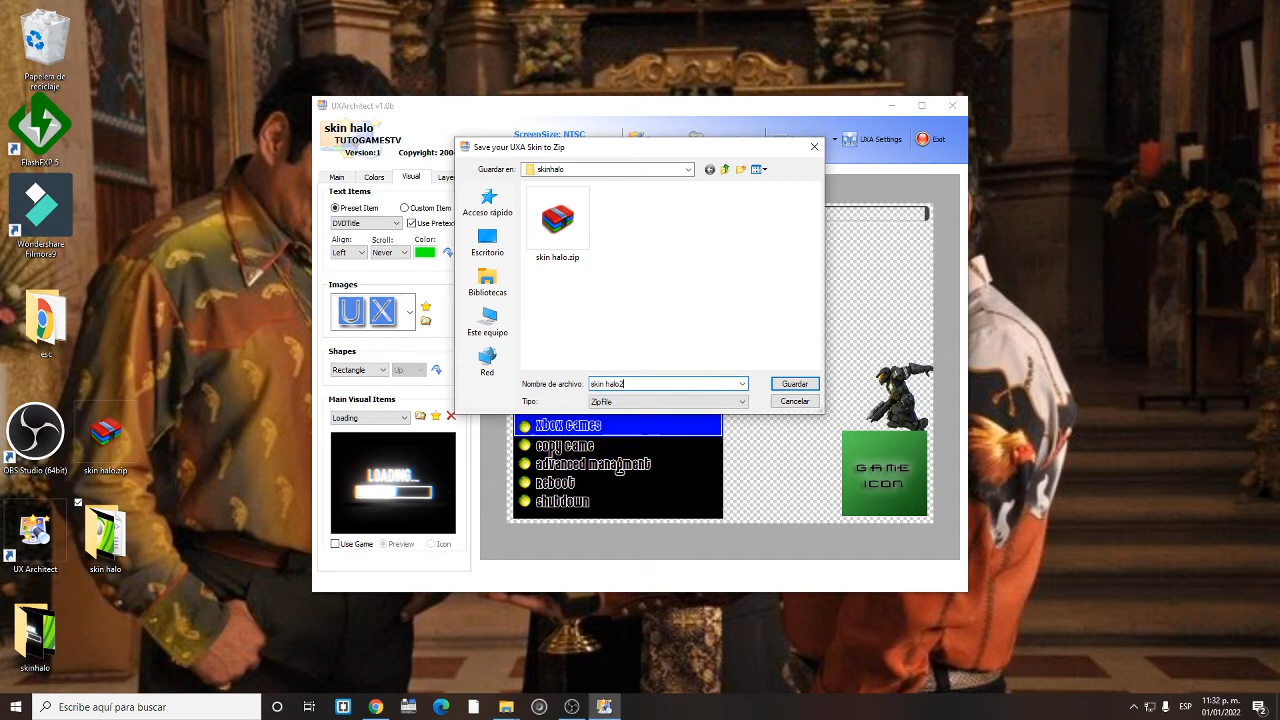 Papelera de
reciclaje
FlashFXP 5
Wondershare
Filmora9
esc
OBS Studio (64bit)
skin halo.zip
UX Architect
skin halo
skinhalo
UXArchitect v1.0b
skin halo
TUTOGAMESTV
Version:1
ScreenSize: NTSC
UXA Settings
Exit
Main
Colors
Visual
Text Items
Preset Item
Custom Item
DVDTitle
Align:
Scroll:
Color:
Left
Never
Images
UX
Shapes
Rectangle
Up
Main Visual Items
Loading
LOADING...
Use Game
Preview
Icon
Save your UXA Skin to Zip
Guardar en:
skinhalo
Acceso rápido
Escritorio
Bibliotecas
Este equipo
Red
skin halo.zip
Nombre de archivo:
skin halo2
Guardar
Tipo:
ZipFile
Cancelar
xbox games
copy game
advanced managment
Reboot
shutdown
GAME
ICON
Escribe aquí para buscar
ESP
11:32 p. m.
01/01/2022
2